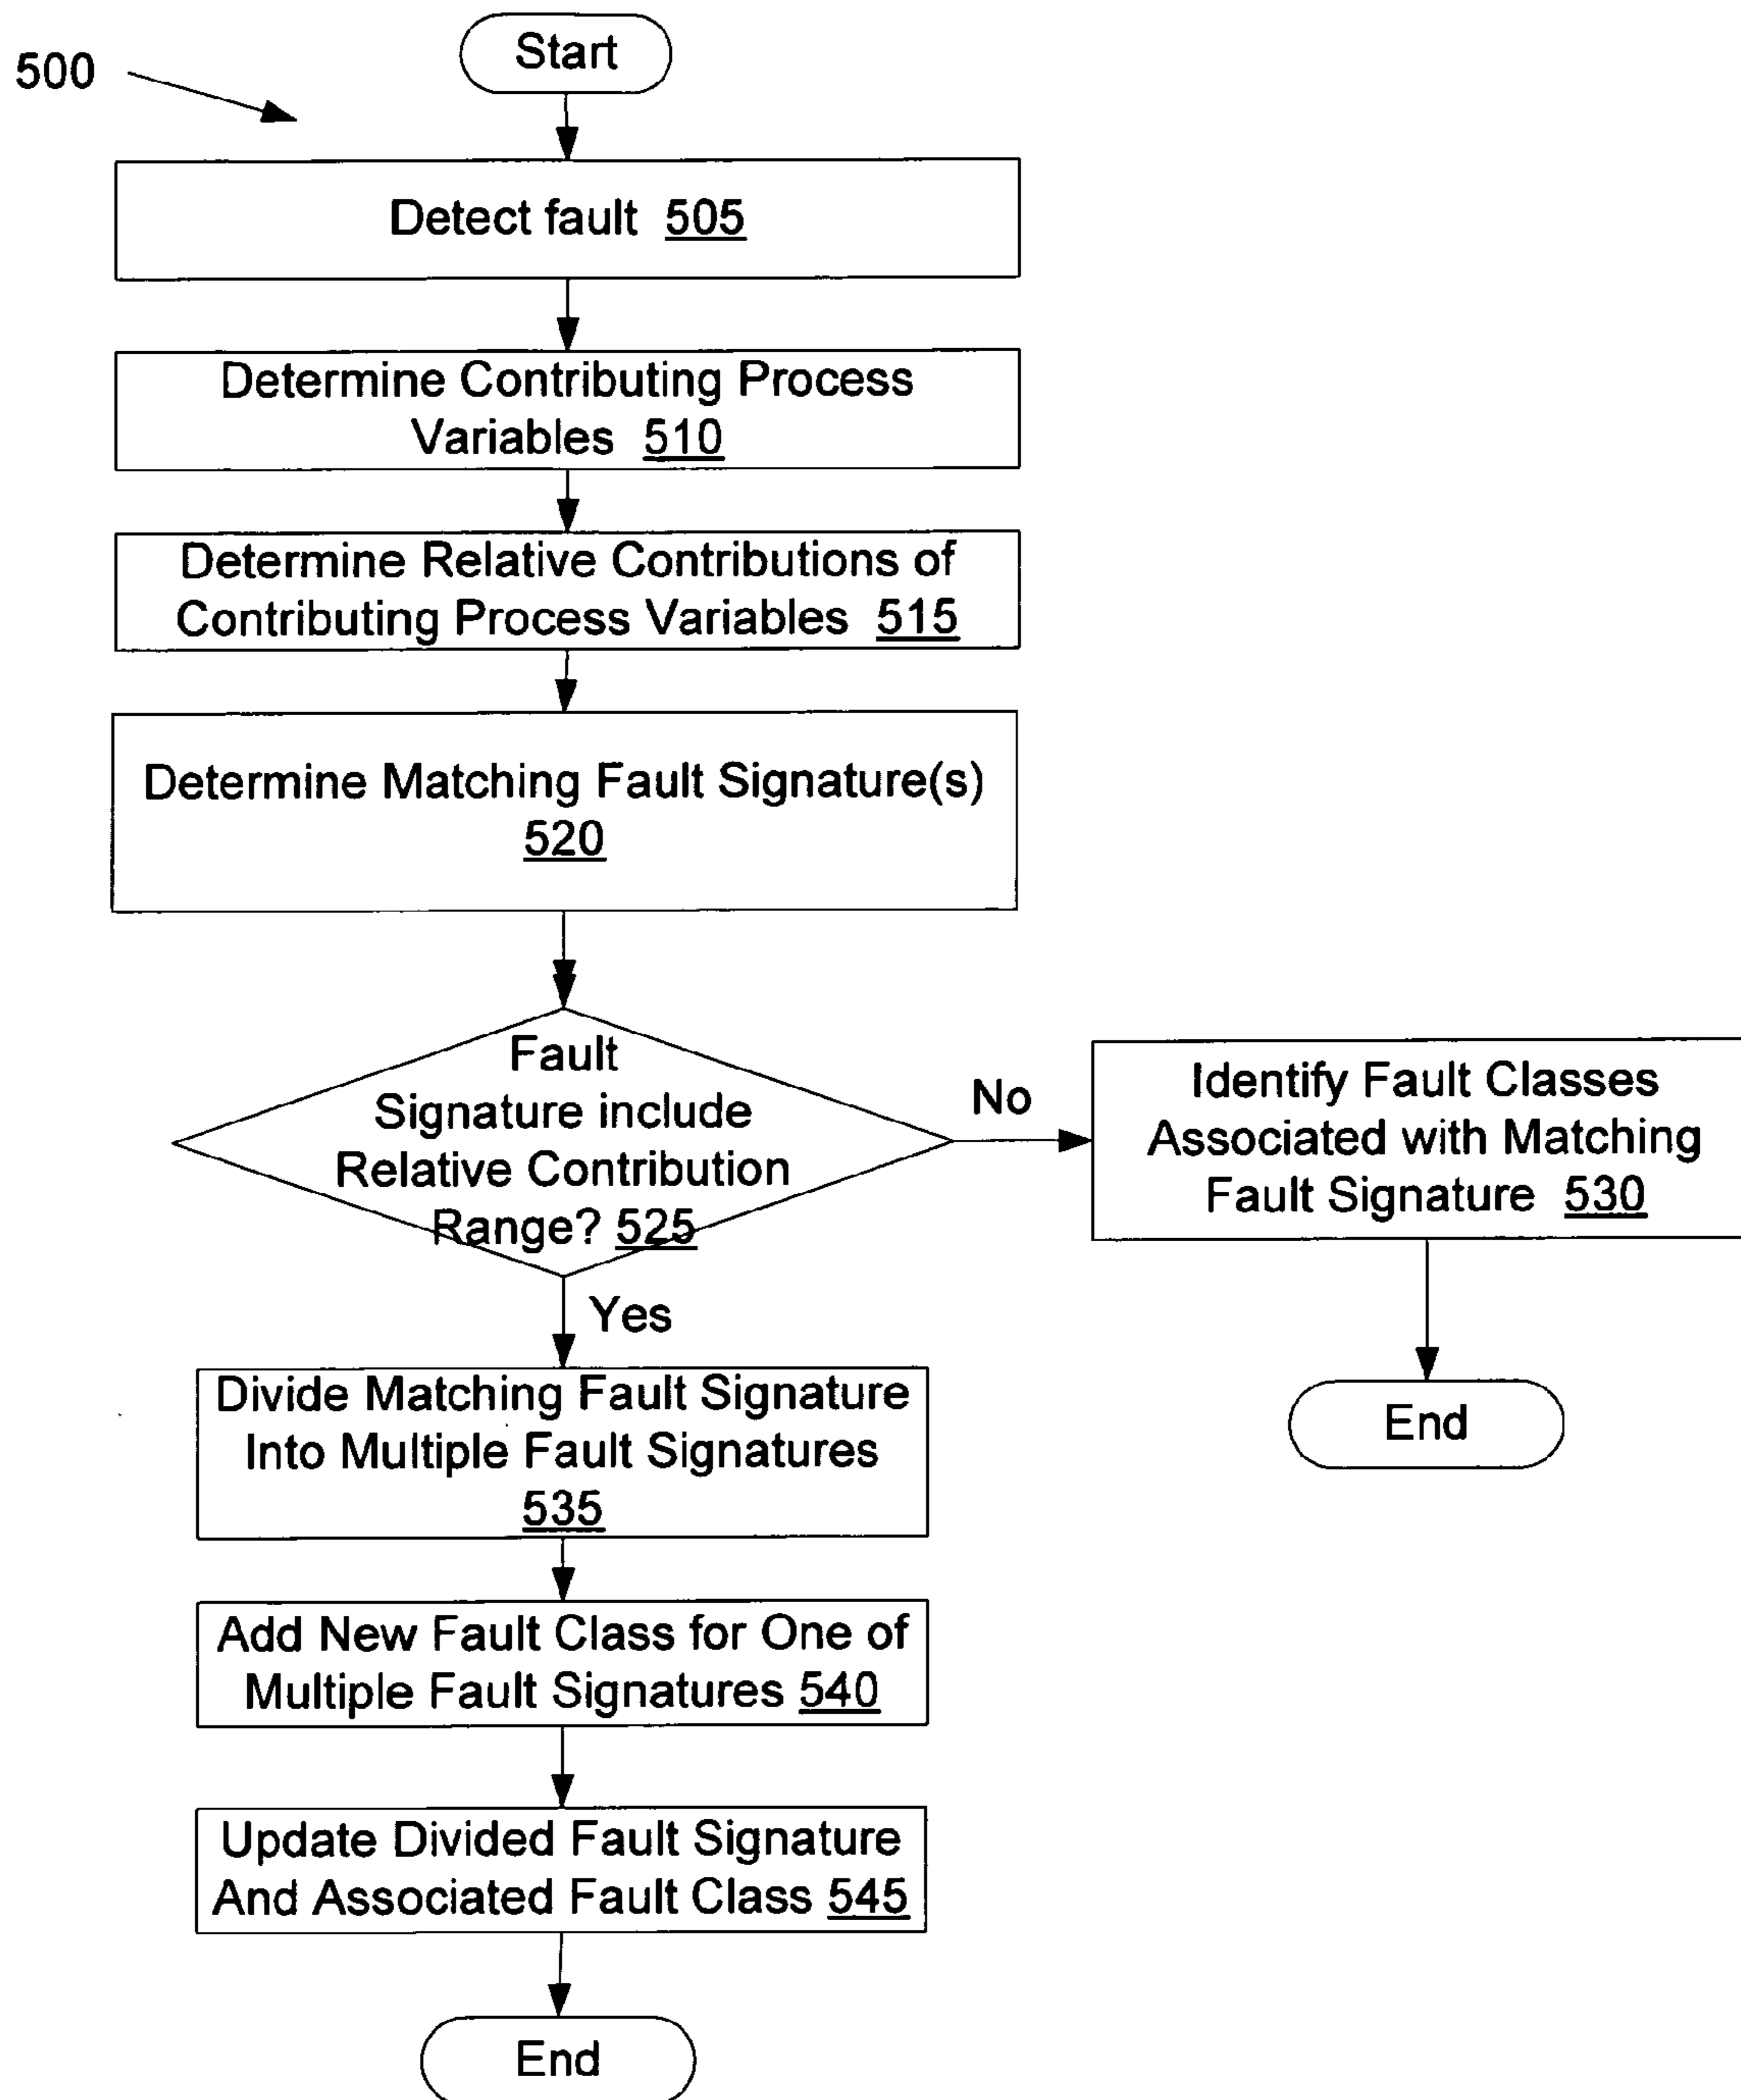 Start
500
Detect fault 505
Determine Contributing Process
Variables 510
Determine Relative Contributions of
Contributing Process Variables 515
Determine Matching Fault Signature(s)
520
Fault
Signature include
Relative Contribution
Range? 525
No
Identify Fault Classes
Associated with Matching
Fault Signature 530
End
Yes
Divide Matching Fault Signature
Into Multiple Fault Signatures
535
Add New Fault Class for One of
Multiple Fault Signatures 540
Update Divided Fault Signature
And Associated Fault Class 545
End